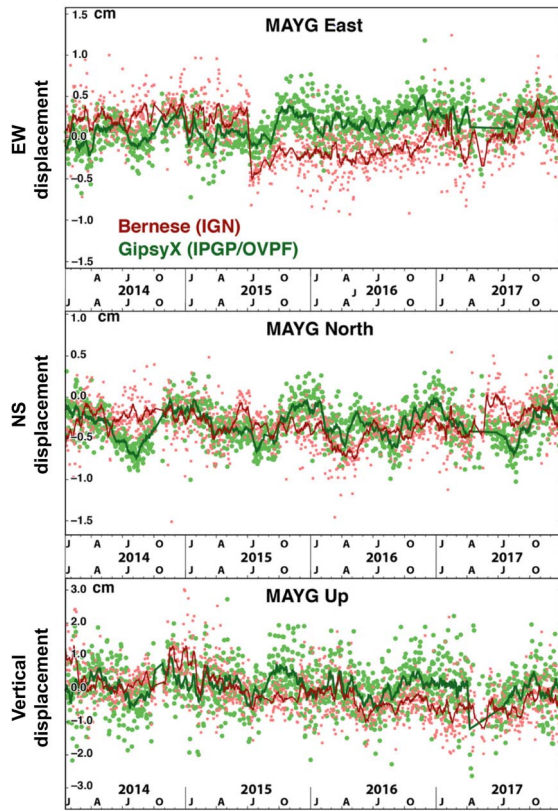 1.5 cm
MAYG East
1.0
0.5
0.0
−0.5
−1.0
−1.5
EW
displacement
Bernese (IGN)
GipsyX (IPGP/OVPF)
J A J O J A J O J A J O J A J O
2014 2015 2016 2017
J A J O J A J O J A J O J A J O
1.0 cm
MAYG North
0.5
0.0
−0.5
−1.0
−1.5
NS
displacement
J A J O J A J O J A J O J A J O
2014 2015 2016 2017
J A J O J A J O J A J O J A J O
3.0 cm
MAYG Up
2.0
1.0
0.0
−1.0
−2.0
−3.0
Vertical
displacement
2014 2015 2016 2017
J A J O J A J O J A J O J A J O